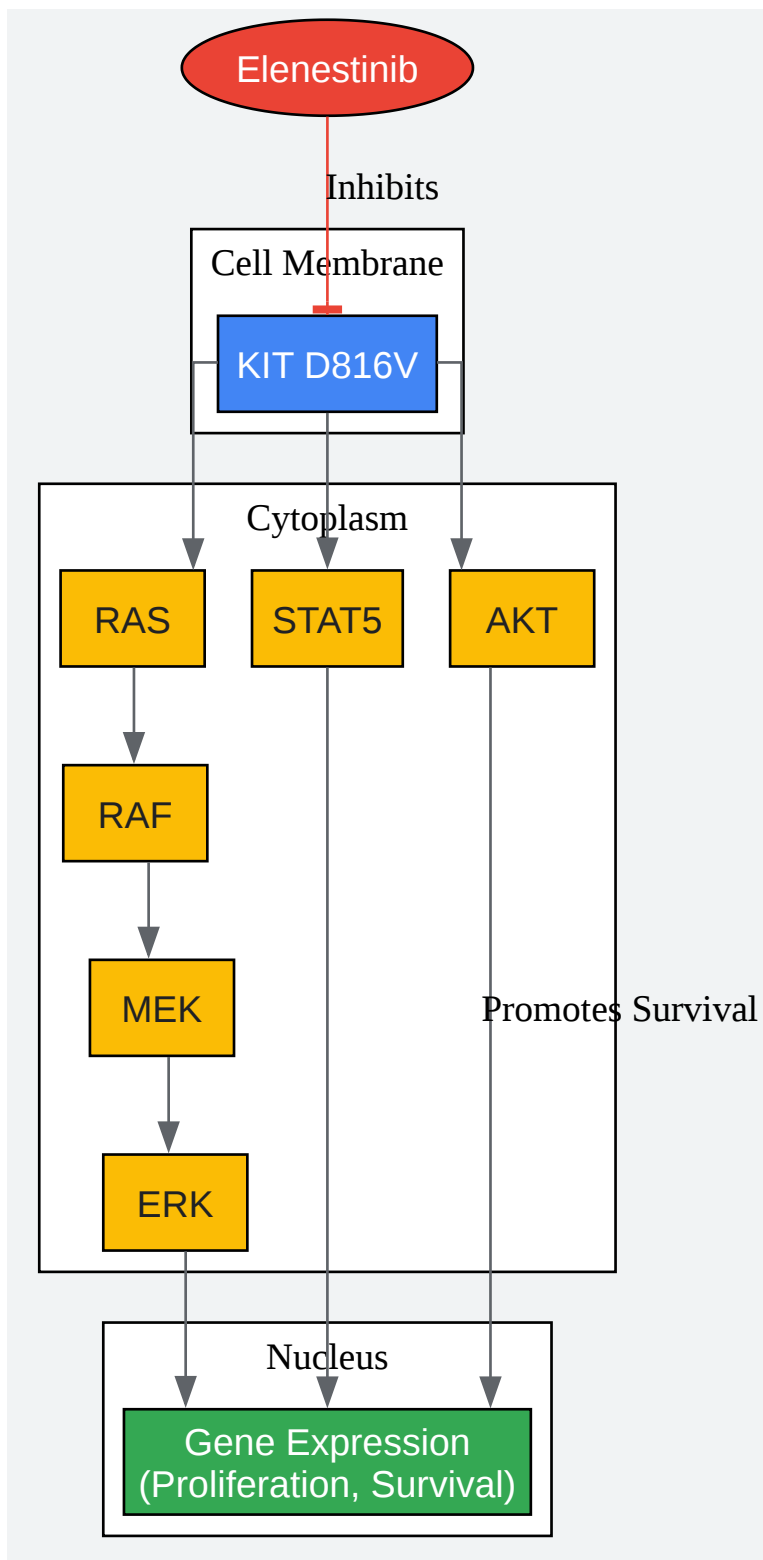 Elenestinib
Inhibits
Cell Membrane
KIT D816V
Cytoplasm
RAS
STAT5
AKT
RAF
MEK
Promotes Survival
ERK
Nucleus
Gene Expression
(Proliferation, Survival)